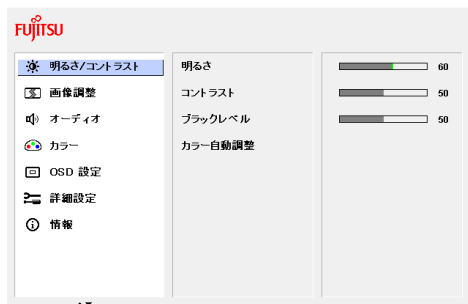 FUJITSU
明るさ/コントラスト
画像調整
オーディオ
カラー
OSD 設定
詳細設定
情報
明るさ 60
コントラスト 50
ブラックレベル 50
カラー自動調整